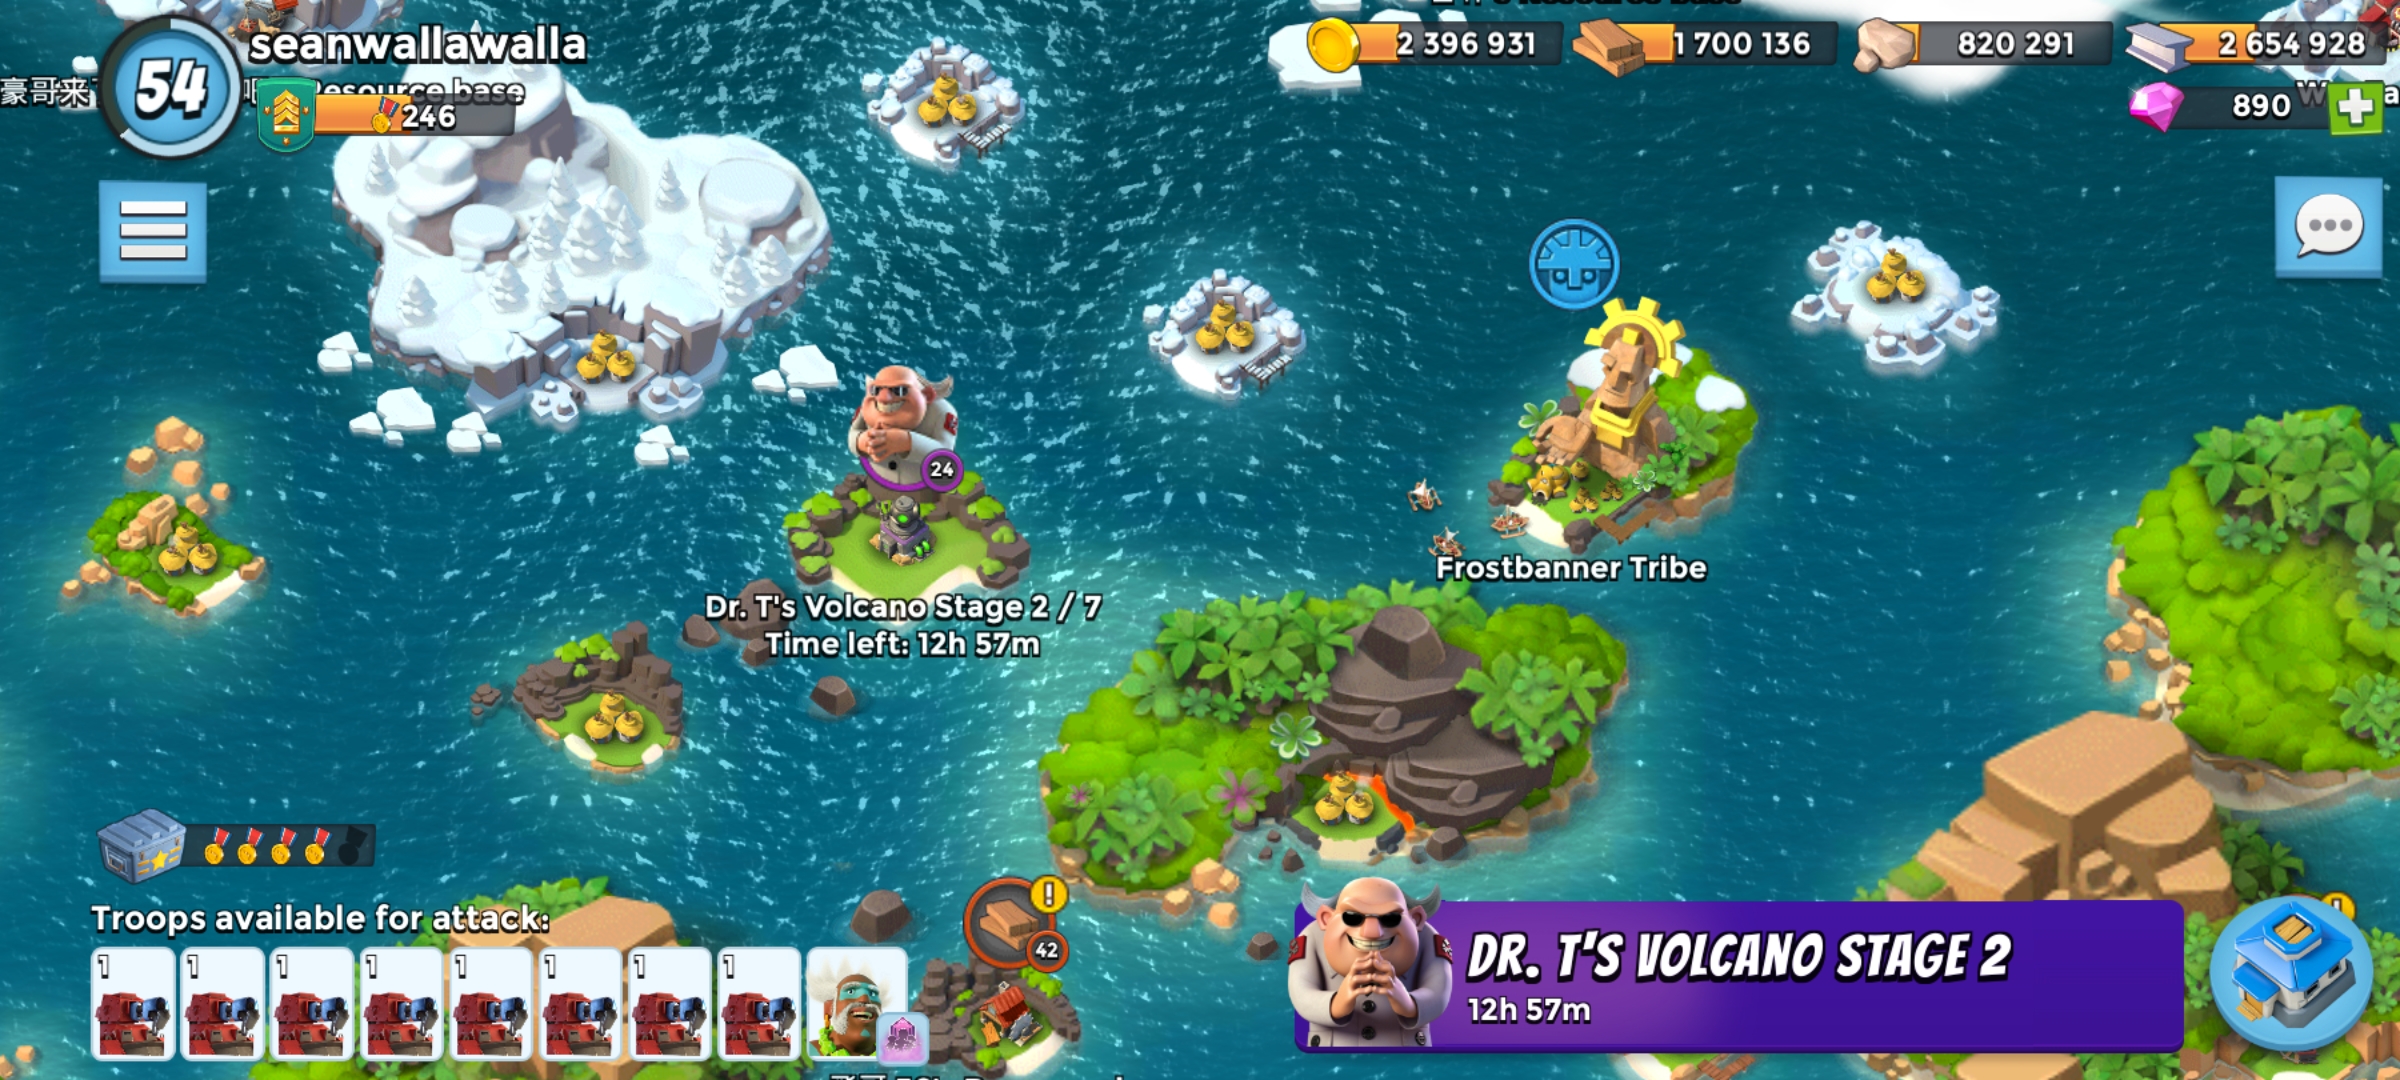 54
seanwallawalla
豪哥来
Resource base
246
2 396 931
1 700 136
820 291
2 654 928
890
24
Dr. T's Volcano Stage 2 / 7
Time left: 12h 57m
Frostbanner Tribe
Troops available for attack:
1 1 1 1 1 1 1 1
42
DR. T'S VOLCANO STAGE 2
12h 57m